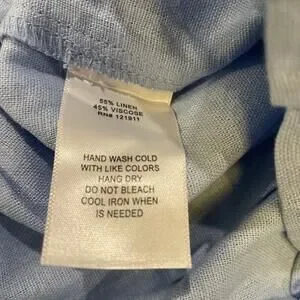 55% LINEN
45% VISCOSE
RN# 121911
HAND WASH COLD
WITH LIKE COLORS
HANG DRY
DO NOT BLEACH
COOL IRON WHEN
IS NEEDED